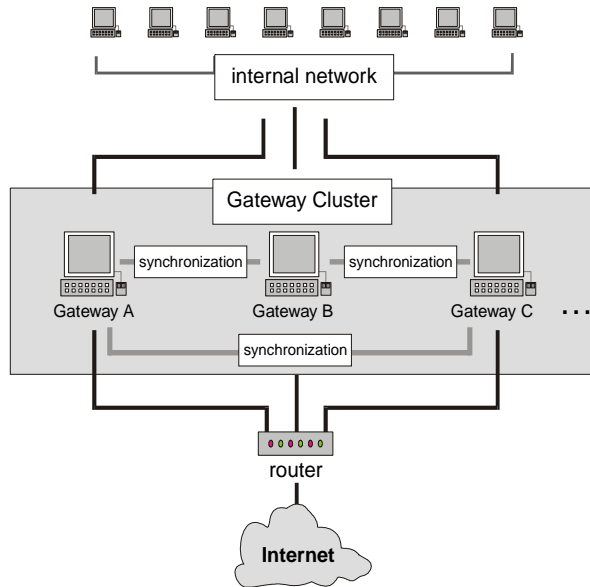 internal network
Gateway Cluster
synchronization
synchronization
Gateway A
Gateway B
Gateway C
...
synchronization
router
Internet